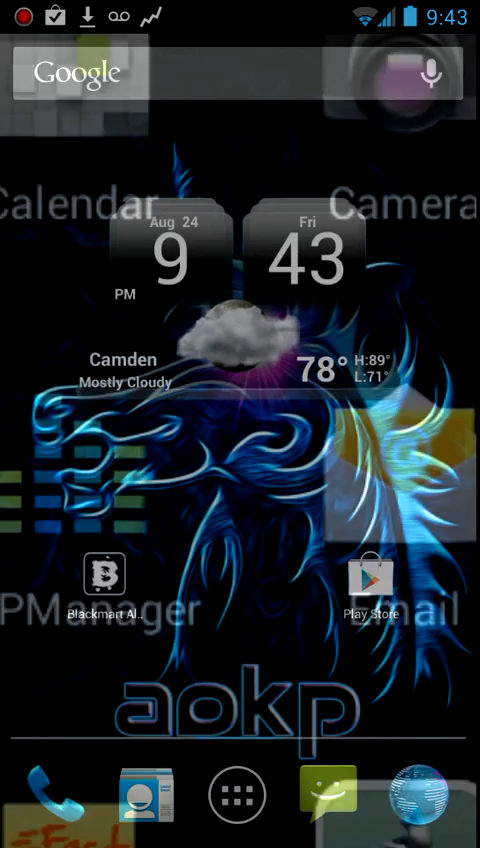 9:43
Google
Calendar
Camera
Aug 24
Fri
9
43
PM
Camden
Mostly Cloudy
78°
H:89°
L:71°
B
PManager
Blackmart Al..
Email
Play Store
aokp